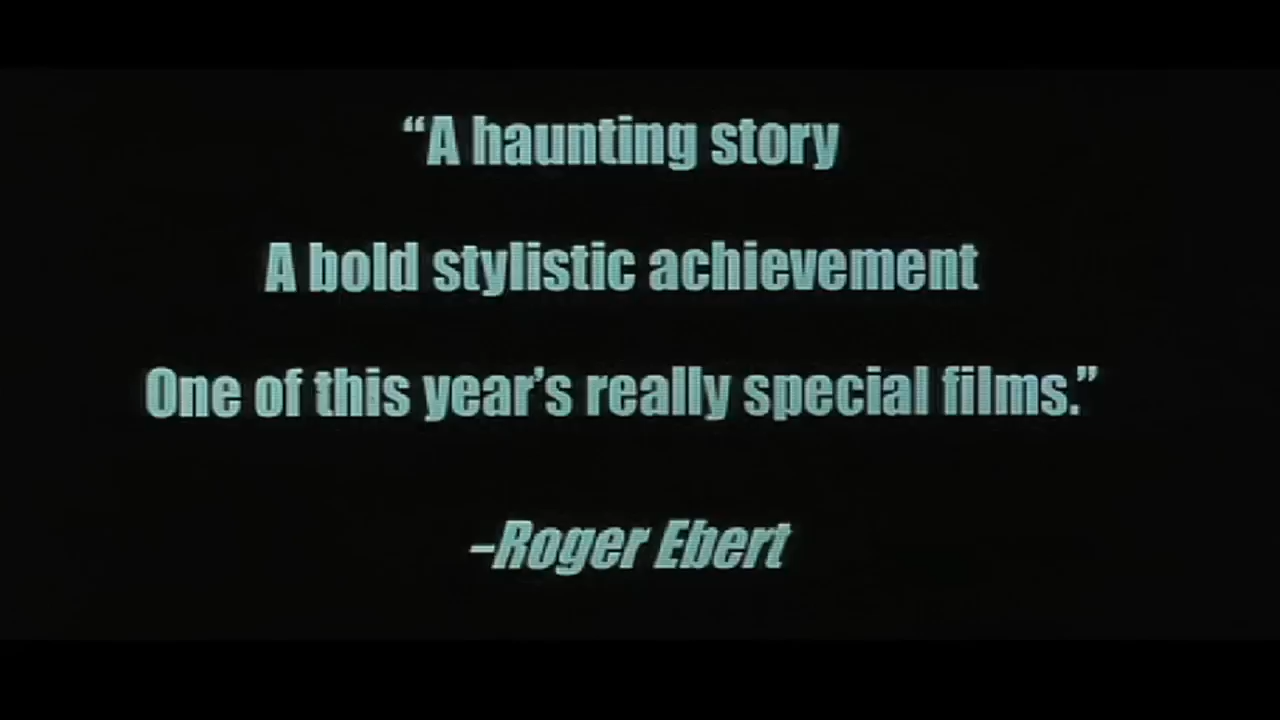 “A haunting story
A bold stylistic achievement
One of this year’s really special films.”
–Roger Ebert